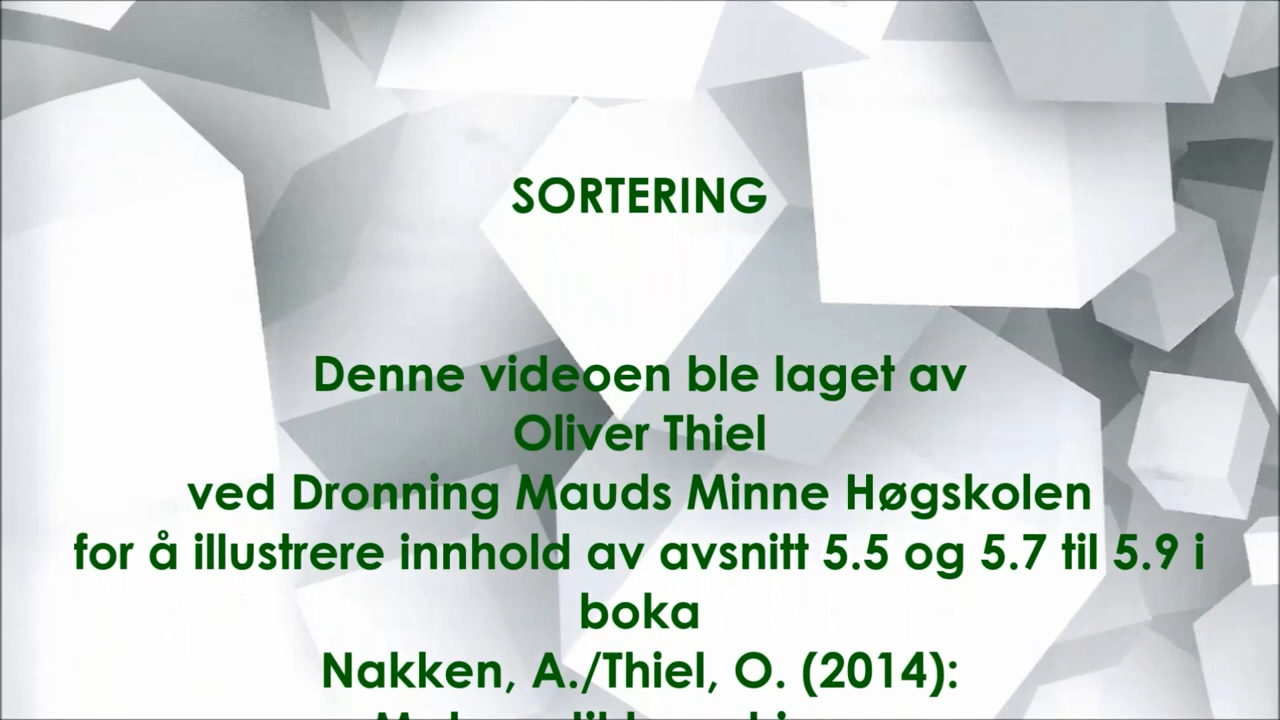 SORTERING
Denne videoen ble laget av
Oliver Thiel
ved Dronning Mauds Minne Høgskolen
for å illustrere innhold av avsnitt 5.5 og 5.7 til 5.9 i
boka
Nakken, A./Thiel, O. (2014):